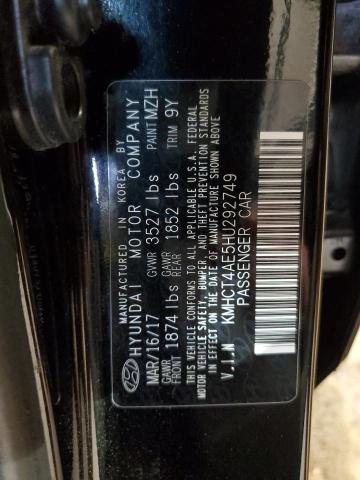 MANUFACTURED IN KOREA BY
HYUNDAI MOTOR COMPANY
MAR/16/17 GVWR 3527 lbs PAINT MZH
GAWR FRONT 1874 lbs GAWR REAR 1852 lbs TRIM 9Y
THIS VEHICLE CONFORMS TO ALL APPLICABLE U.S.A. FEDERAL
MOTOR VEHICLE SAFETY, BUMPER, AND THEFT PREVENTION STANDARDS
IN EFFECT ON THE DATE OF MANUFACTURE SHOWN ABOVE.
V.I.N KMHCT4AE5HU292749
PASSENGER CAR